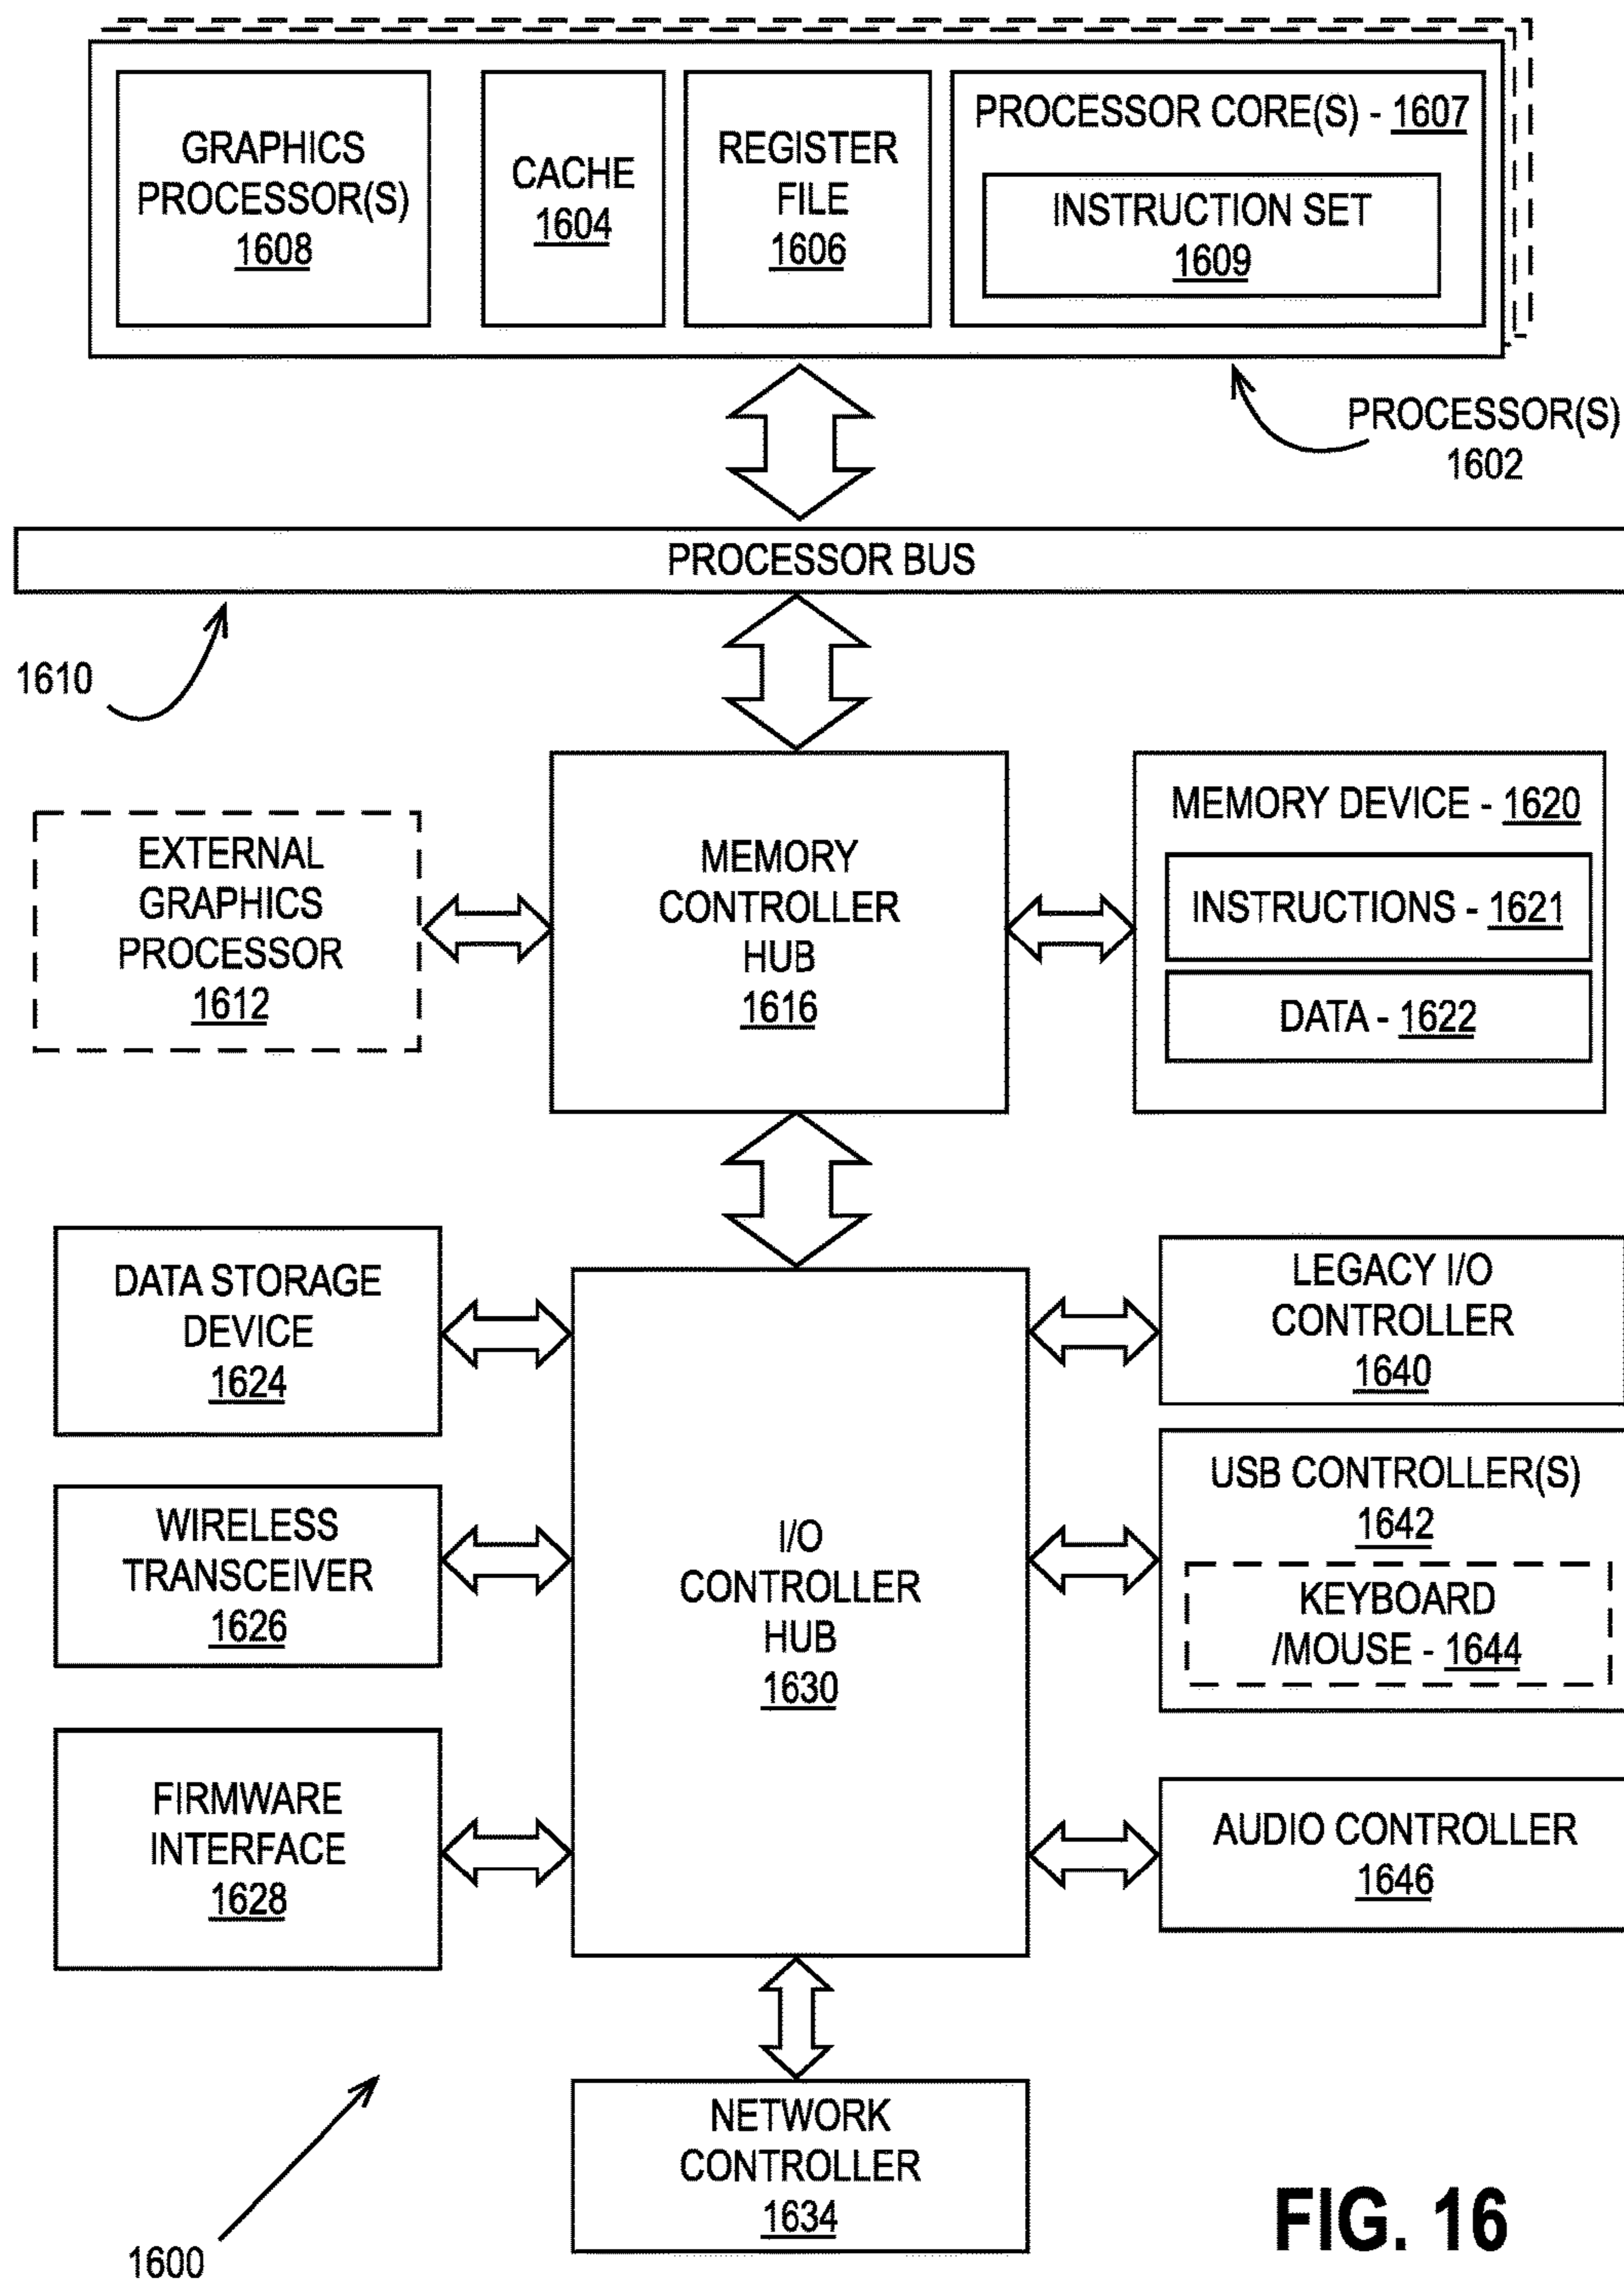 GRAPHICS
PROCESSOR(S)
1608
CACHE
1604
REGISTER
FILE
1606
PROCESSOR CORE(S) - 1607
INSTRUCTION SET
1609
PROCESSOR(S)
1602
PROCESSOR BUS
1610
EXTERNAL
GRAPHICS
PROCESSOR
1612
MEMORY
CONTROLLER
HUB
1616
MEMORY DEVICE - 1620
INSTRUCTIONS - 1621
DATA - 1622
DATA STORAGE
DEVICE
1624
WIRELESS
TRANSCEIVER
1626
FIRMWARE
INTERFACE
1628
I/O
CONTROLLER
HUB
1630
LEGACY I/O
CONTROLLER
1640
USB CONTROLLER(S)
1642
KEYBOARD
/MOUSE - 1644
AUDIO CONTROLLER
1646
NETWORK
CONTROLLER
1634
1600
FIG. 16